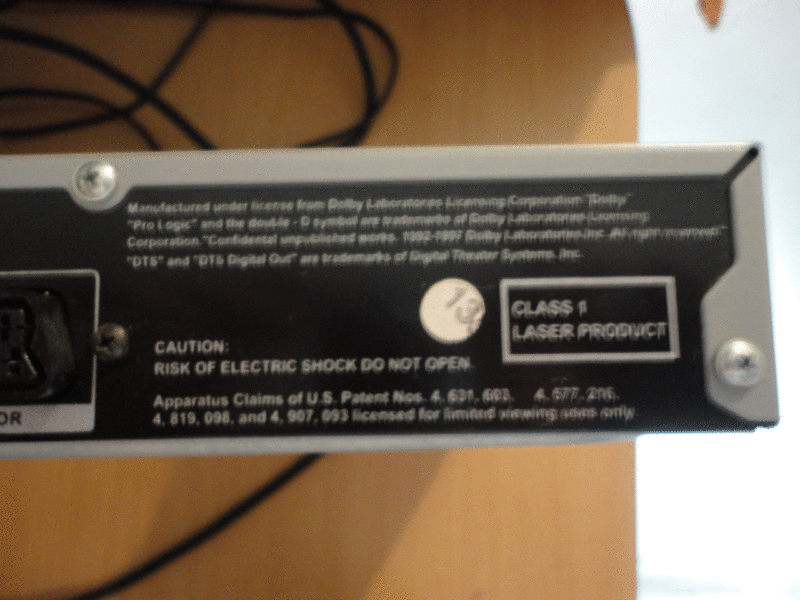 Manufactured under license from Dolby Laboratories Licensing Corporation "Dolby"
"Pro Logic" and the double - D symbol are trademarks of Dolby Laboratories Licensing
Corporation. "Confidental unpublished works. 1992-1997 Dolby Laboratories Inc. All right reserved."
"DTS" and "DTS Digital Out" are trademarks of Digital Theater Systems, Inc.
13
CLASS 1
LASER PRODUCT
CAUTION:
RISK OF ELECTRIC SHOCK DO NOT OPEN
Apparatus Claims of U.S. Patent Nos. 4, 631, 603, 4, 577, 216,
4, 819, 098, and 4, 907, 093 licensed for limited viewing uses only.
OR